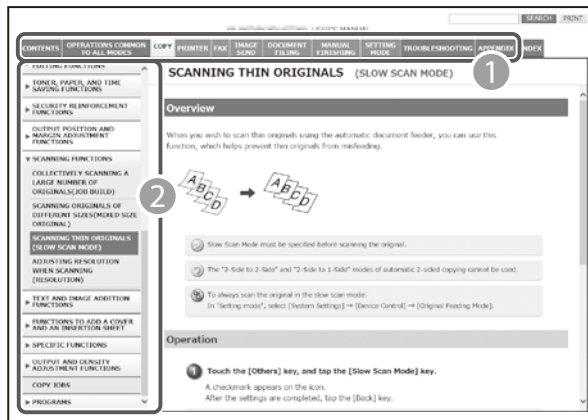 USER'S MANUAL
SEARCH PRINT
CONTENTS
OPERATIONS COMMON
TO ALL MODES
COPY
PRINTER
FAX
IMAGE
SEND
DOCUMENT
FILING
MANUAL
FINISHING
SETTING
MODE
TROUBLESHOOTING
APPENDIX
INDEX
1
EDITING FUNCTIONS
TONER, PAPER, AND TIME
SAVING FUNCTIONS
SECURITY REINFORCEMENT
FUNCTIONS
OUTPUT POSITION AND
MARGIN ADJUSTMENT
FUNCTIONS
SCANNING FUNCTIONS
COLLECTIVELY SCANNING A
LARGE NUMBER OF
ORIGINALS(JOB BUILD)
SCANNING ORIGINALS OF
DIFFERENT SIZES(MIXED SIZE
ORIGINAL)
SCANNING THIN ORIGINALS
(SLOW SCAN MODE)
ADJUSTING RESOLUTION
WHEN SCANNING
(RESOLUTION)
TEXT AND IMAGE ADDITION
FUNCTIONS
FUNCTIONS TO ADD A COVER
AND AN INSERTION SHEET
SPECIFIC FUNCTIONS
OUTPUT AND DENSITY
ADJUSTMENT FUNCTIONS
COPY JOBS
PROGRAMS
2
SCANNING THIN ORIGINALS (SLOW SCAN MODE)
Overview
When you wish to scan thin originals using the automatic document feeder, you can use this
function, which helps prevent thin originals from misfeeding.
A B C D → A B C D
Slow Scan Mode must be specified before scanning the original.
The "2-Side to 2-Side" and "2-Side to 1-Side" modes of automatic 2-sided copying cannot be used.
To always scan the original in the slow scan mode:
In "Setting mode", select [System Settings] → [Device Control] → [Original Feeding Mode].
Operation
1 Touch the [Others] key, and tap the [Slow Scan Mode] key.
A checkmark appears on the icon.
After the settings are completed, tap the [Back] key.